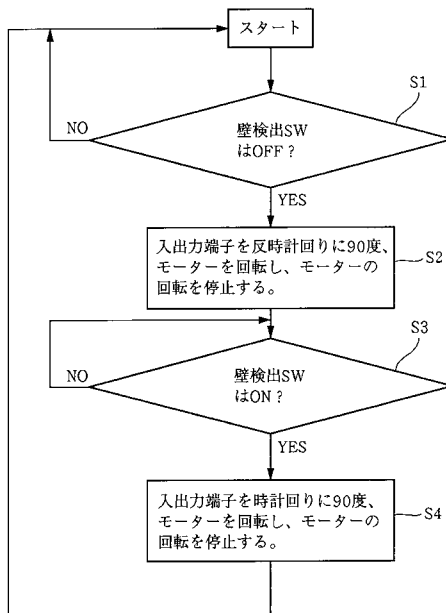 スタート
S1
壁検出SW
はOFF？
NO
YES
入出力端子を反時計回りに90度、
モーターを回転し、モーターの
回転を停止する。
S2
S3
壁検出SW
はON？
NO
YES
入出力端子を時計回りに90度、
モーターを回転し、モーターの
回転を停止する。
S4